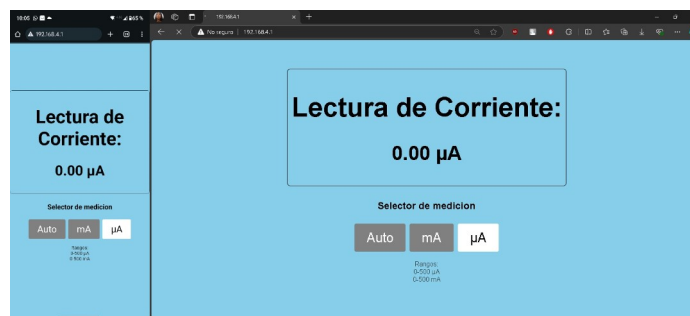 10:05
192.168.4.1
Lectura de
Corriente:
0.00 µA
Selector de medicion
Auto mA µA
Rangos:
0-500 µA
0-500 mA
192.168.4.1
No seguro 192.168.4.1
Lectura de Corriente:
0.00 µA
Selector de medicion
Auto mA µA
Rangos:
0-500 µA
0-500 mA